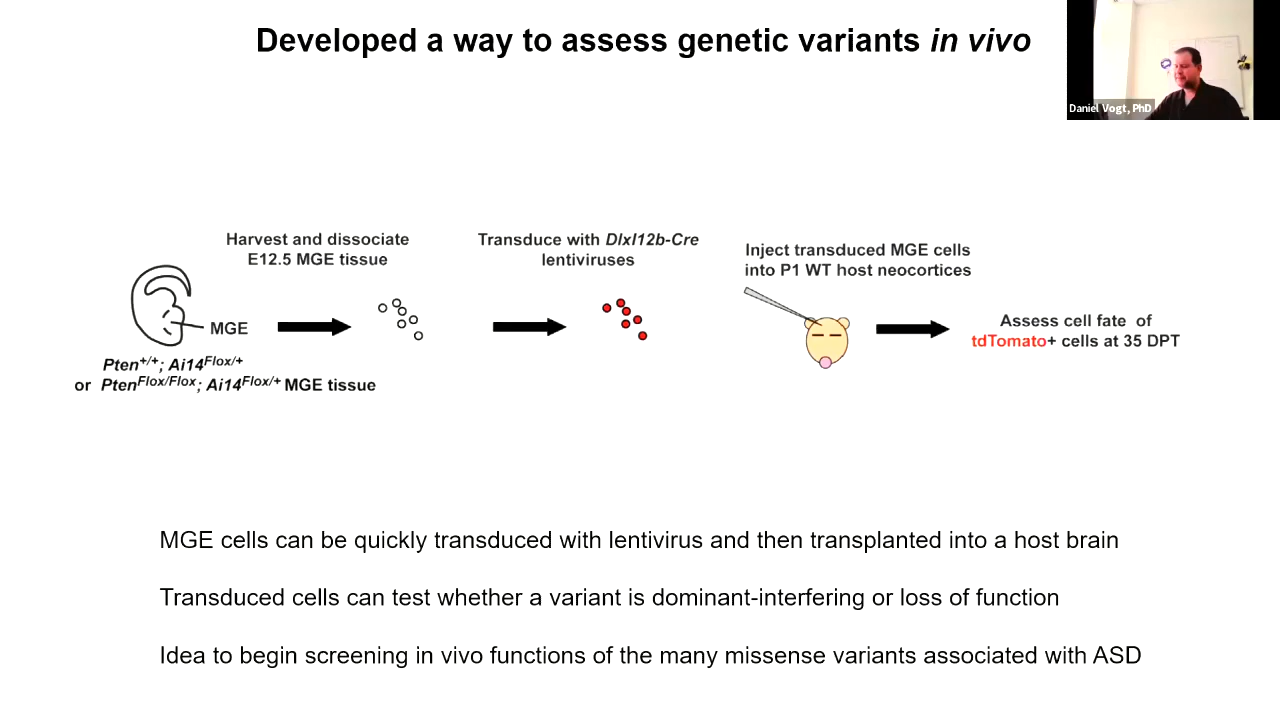 Developed a way to assess genetic variants in vivo
Daniel Vogt, PhD
Harvest and dissociate
E12.5 MGE tissue
Transduce with DlxI12b-Cre
lentiviruses
Inject transduced MGE cells
into P1 WT host neocortices
MGE
Assess cell fate of
tdTomato+ cells at 35 DPT
Pten+/+; Ai14Flox/+
or PtenFlox/Flox; Ai14Flox/+ MGE tissue
MGE cells can be quickly transduced with lentivirus and then transplanted into a host brain
Transduced cells can test whether a variant is dominant-interfering or loss of function
Idea to begin screening in vivo functions of the many missense variants associated with ASD